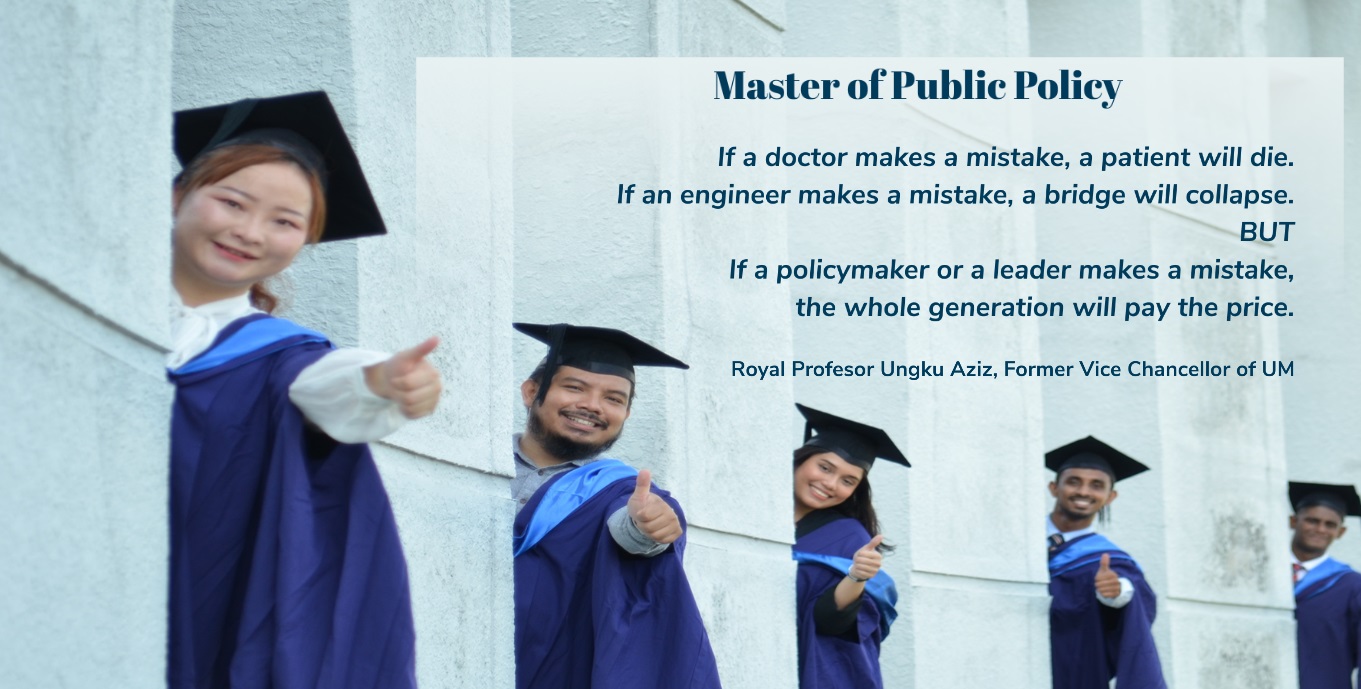 Master of Public Policy
If a doctor makes a mistake, a patient will die.
If an engineer makes a mistake, a bridge will collapse.
BUT
If a policymaker or a leader makes a mistake,
the whole generation will pay the price.
Royal Profesor Ungku Aziz, Former Vice Chancellor of UM